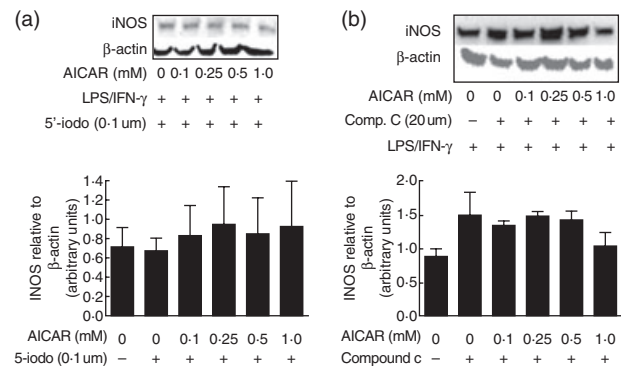 (a)
iNOS
β-actin
AICAR (mM) 0 0·1 0·25 0·5 1·0
LPS/IFN-γ + + + + +
5'-iodo (0·1 um) + + + + +
INOS relative to
β-actin
(arbitrary units)
1·4
1·2
1·0
0·8
0·6
0·4
0·2
0·0
AICAR (mM) 0 0 0·1 0·25 0·5 1·0
5-iodo (0·1 um) – + + + + +
(b)
iNOS
β-actin
AICAR (mM) 0 0 0·1 0·25 0·5 1·0
Comp. C (20 um) – + + + + +
LPS/IFN-γ + + + + + +
INOS relative to
β-actin
(arbitrary units)
2·0
1·5
1·0
0·5
0·0
AICAR (mM) 0 0 0·1 0·25 0·5 1·0
Compound c – + + + + +